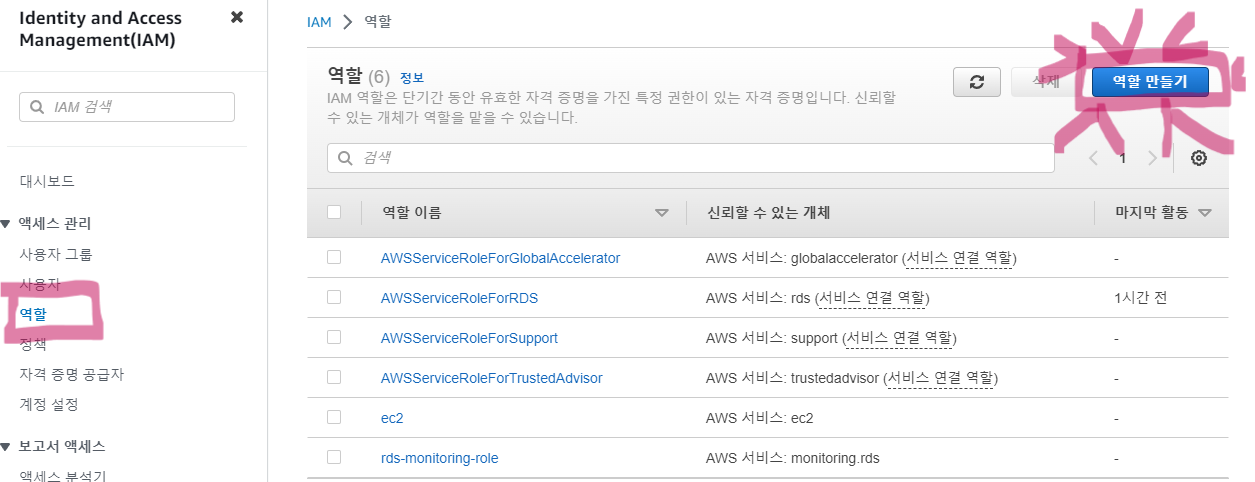 Identity and Access
Management(IAM)
IAM 검색
대시보드
액세스 관리
사용자 그룹
사용자
역할
정책
자격 증명 공급자
계정 설정
보고서 액세스
액세스 분석기
IAM > 역할
역할 (6) 정보
IAM 역할은 단기간 동안 유효한 자격 증명을 가진 특정 권한이 있는 자격 증명입니다. 신뢰할
수 있는 개체가 역할을 맡을 수 있습니다.
삭제
역할 만들기
검색
1
역할 이름 신뢰할 수 있는 개체 마지막 활동
AWSServiceRoleForGlobalAccelerator AWS 서비스: globalaccelerator (서비스 연결 역할) -
AWSServiceRoleForRDS AWS 서비스: rds (서비스 연결 역할) 1시간 전
AWSServiceRoleForSupport AWS 서비스: support (서비스 연결 역할) -
AWSServiceRoleForTrustedAdvisor AWS 서비스: trustedadvisor (서비스 연결 역할) -
ec2 AWS 서비스: ec2 -
rds-monitoring-role AWS 서비스: monitoring.rds -